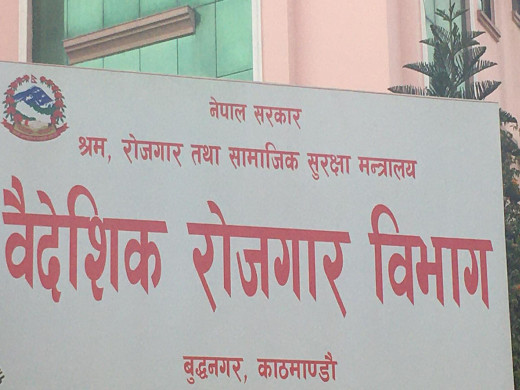 नेपाल सरकार
श्रम, रोजगार तथा सामाजिक सुरक्षा मन्त्रालय
वैदेशिक रोजगार विभाग
बुद्धनगर, काठमाण्डौ